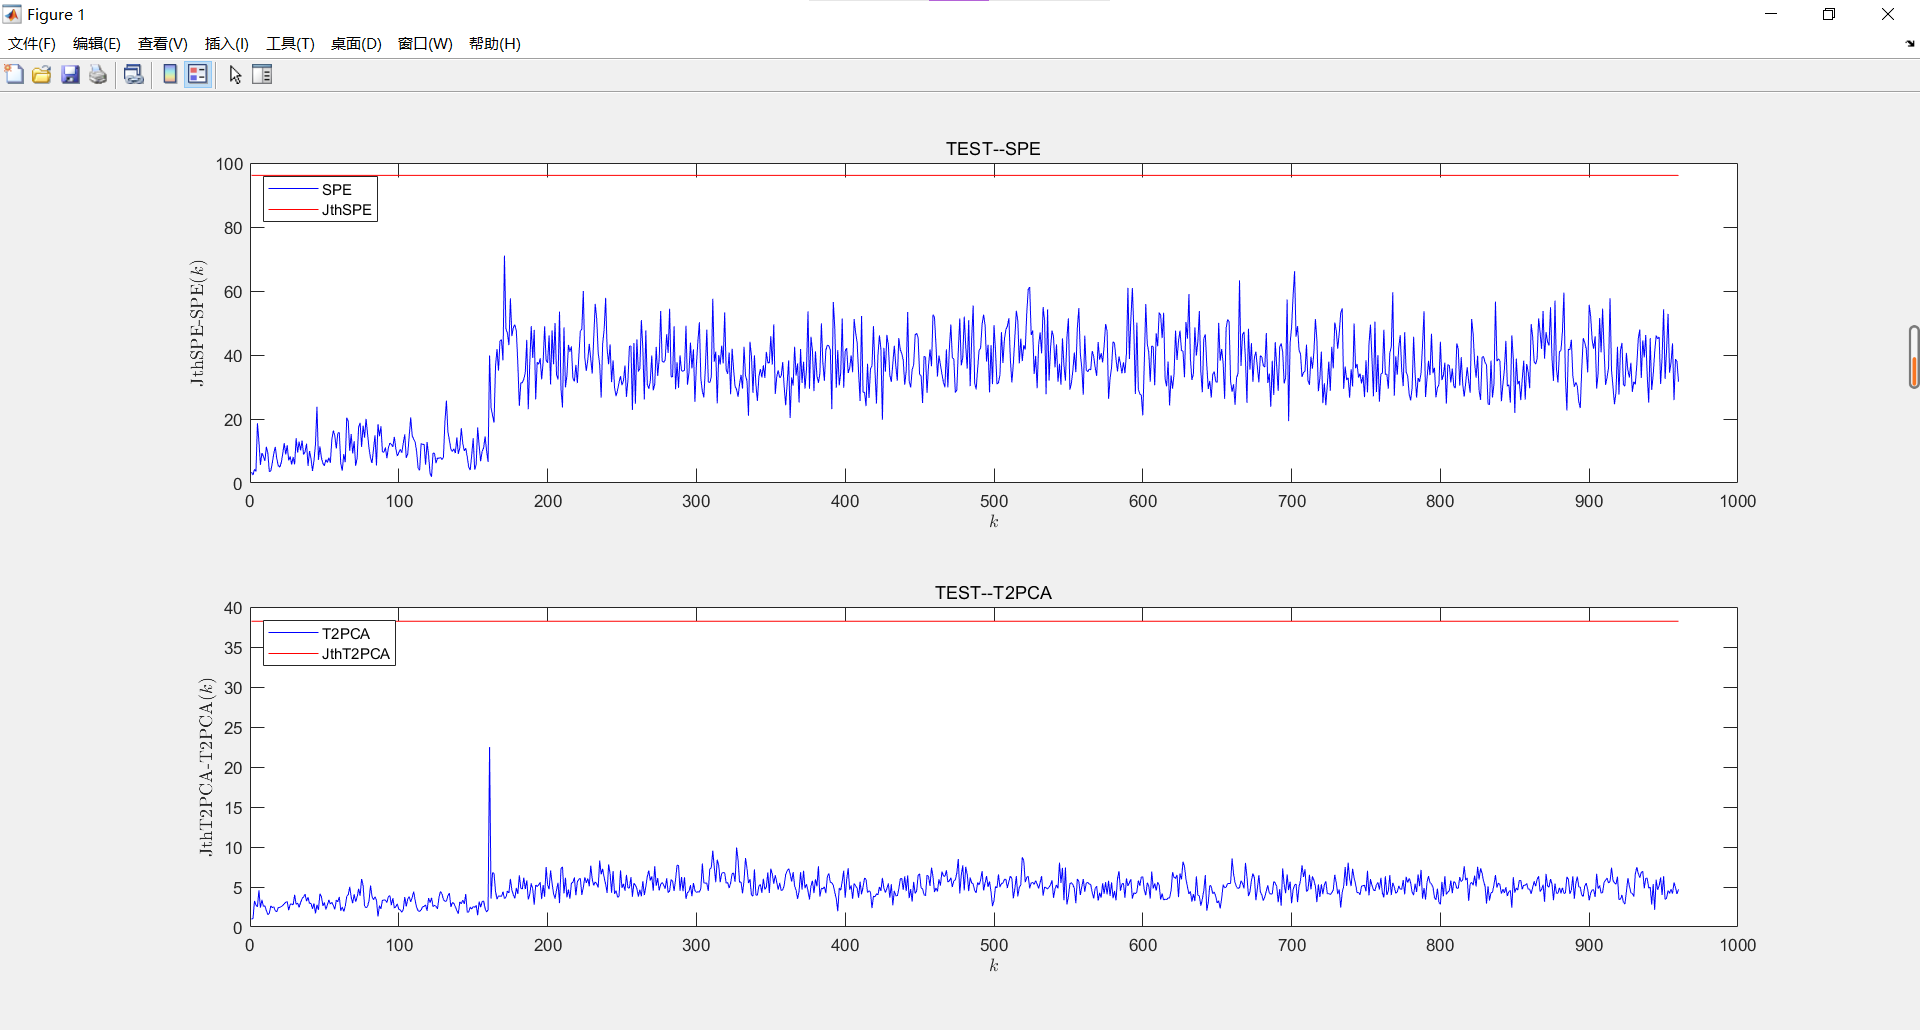 Figure 1
文件(F) 编辑(E) 查看(V) 插入(I) 工具(T) 桌面(D) 窗口(W) 帮助(H)
TEST--SPE
100
80
60
40
20
0
SPE
JthSPE
JthSPE-SPE(k)
0 100 200 300 400 500 600 700 800 900 1000
k
TEST--T2PCA
40
35
30
25
20
15
10
5
0
T2PCA
JthT2PCA
JthT2PCA-T2PCA(k)
0 100 200 300 400 500 600 700 800 900 1000
k